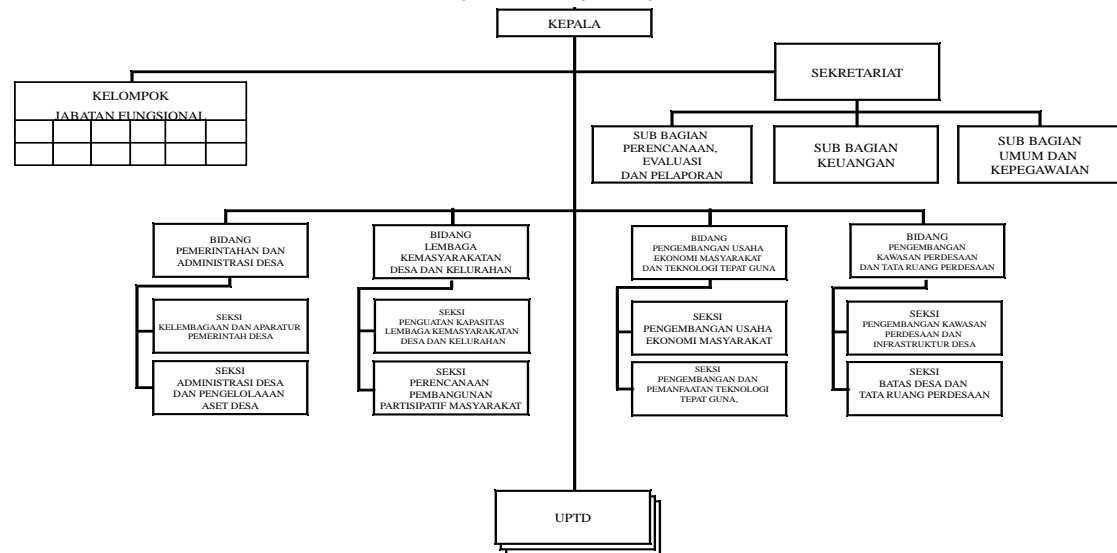 KEPALA
SEKRETARIAT
KELOMPOK
JABATAN FUNGSIONAL
SUB BAGIAN
PERENCANAAN,
EVALUASI
DAN PELAPORAN
SUB BAGIAN
KEUANGAN
SUB BAGIAN
UMUM DAN
KEPEGAWAIAN
BIDANG
PEMERINTAHAN DAN
ADMINISTRASI DESA
BIDANG
LEMBAGA
KEMASYARAKATAN
DESA DAN KELURAHAN
BIDANG
PENGEMBANGAN USAHA
EKONOMI MASYARAKAT
DAN TEKNOLOGI TEPAT GUNA
BIDANG
PENGEMBANGAN
KAWASAN PERDESAAN
DAN TATA RUANG PERDESAAN
SEKSI
KELEMBAGAAN DAN APARATUR
PEMERINTAH DESA
SEKSI
PENGUATAN KAPASITAS
LEMBAGA KEMASYARAKATAN
DESA DAN KELURAHAN
SEKSI
PENGEMBANGAN USAHA
EKONOMI MASYARAKAT
SEKSI
PENGEMBANGAN KAWASAN
PERDESAAN DAN
INFRASTRUKTUR DESA
SEKSI
ADMINISTRASI DESA
DAN PENGELOLAAAN
ASET DESA
SEKSI
PERENCANAAN
PEMBANGUNAN
PARTISIPATIF MASYARAKAT
SEKSI
PENGEMBANGAN DAN
PEMANFAATAN TEKNOLOGI
TEPAT GUNA,
SEKSI
BATAS DESA DAN
TATA RUANG PERDESAAN
UPTD